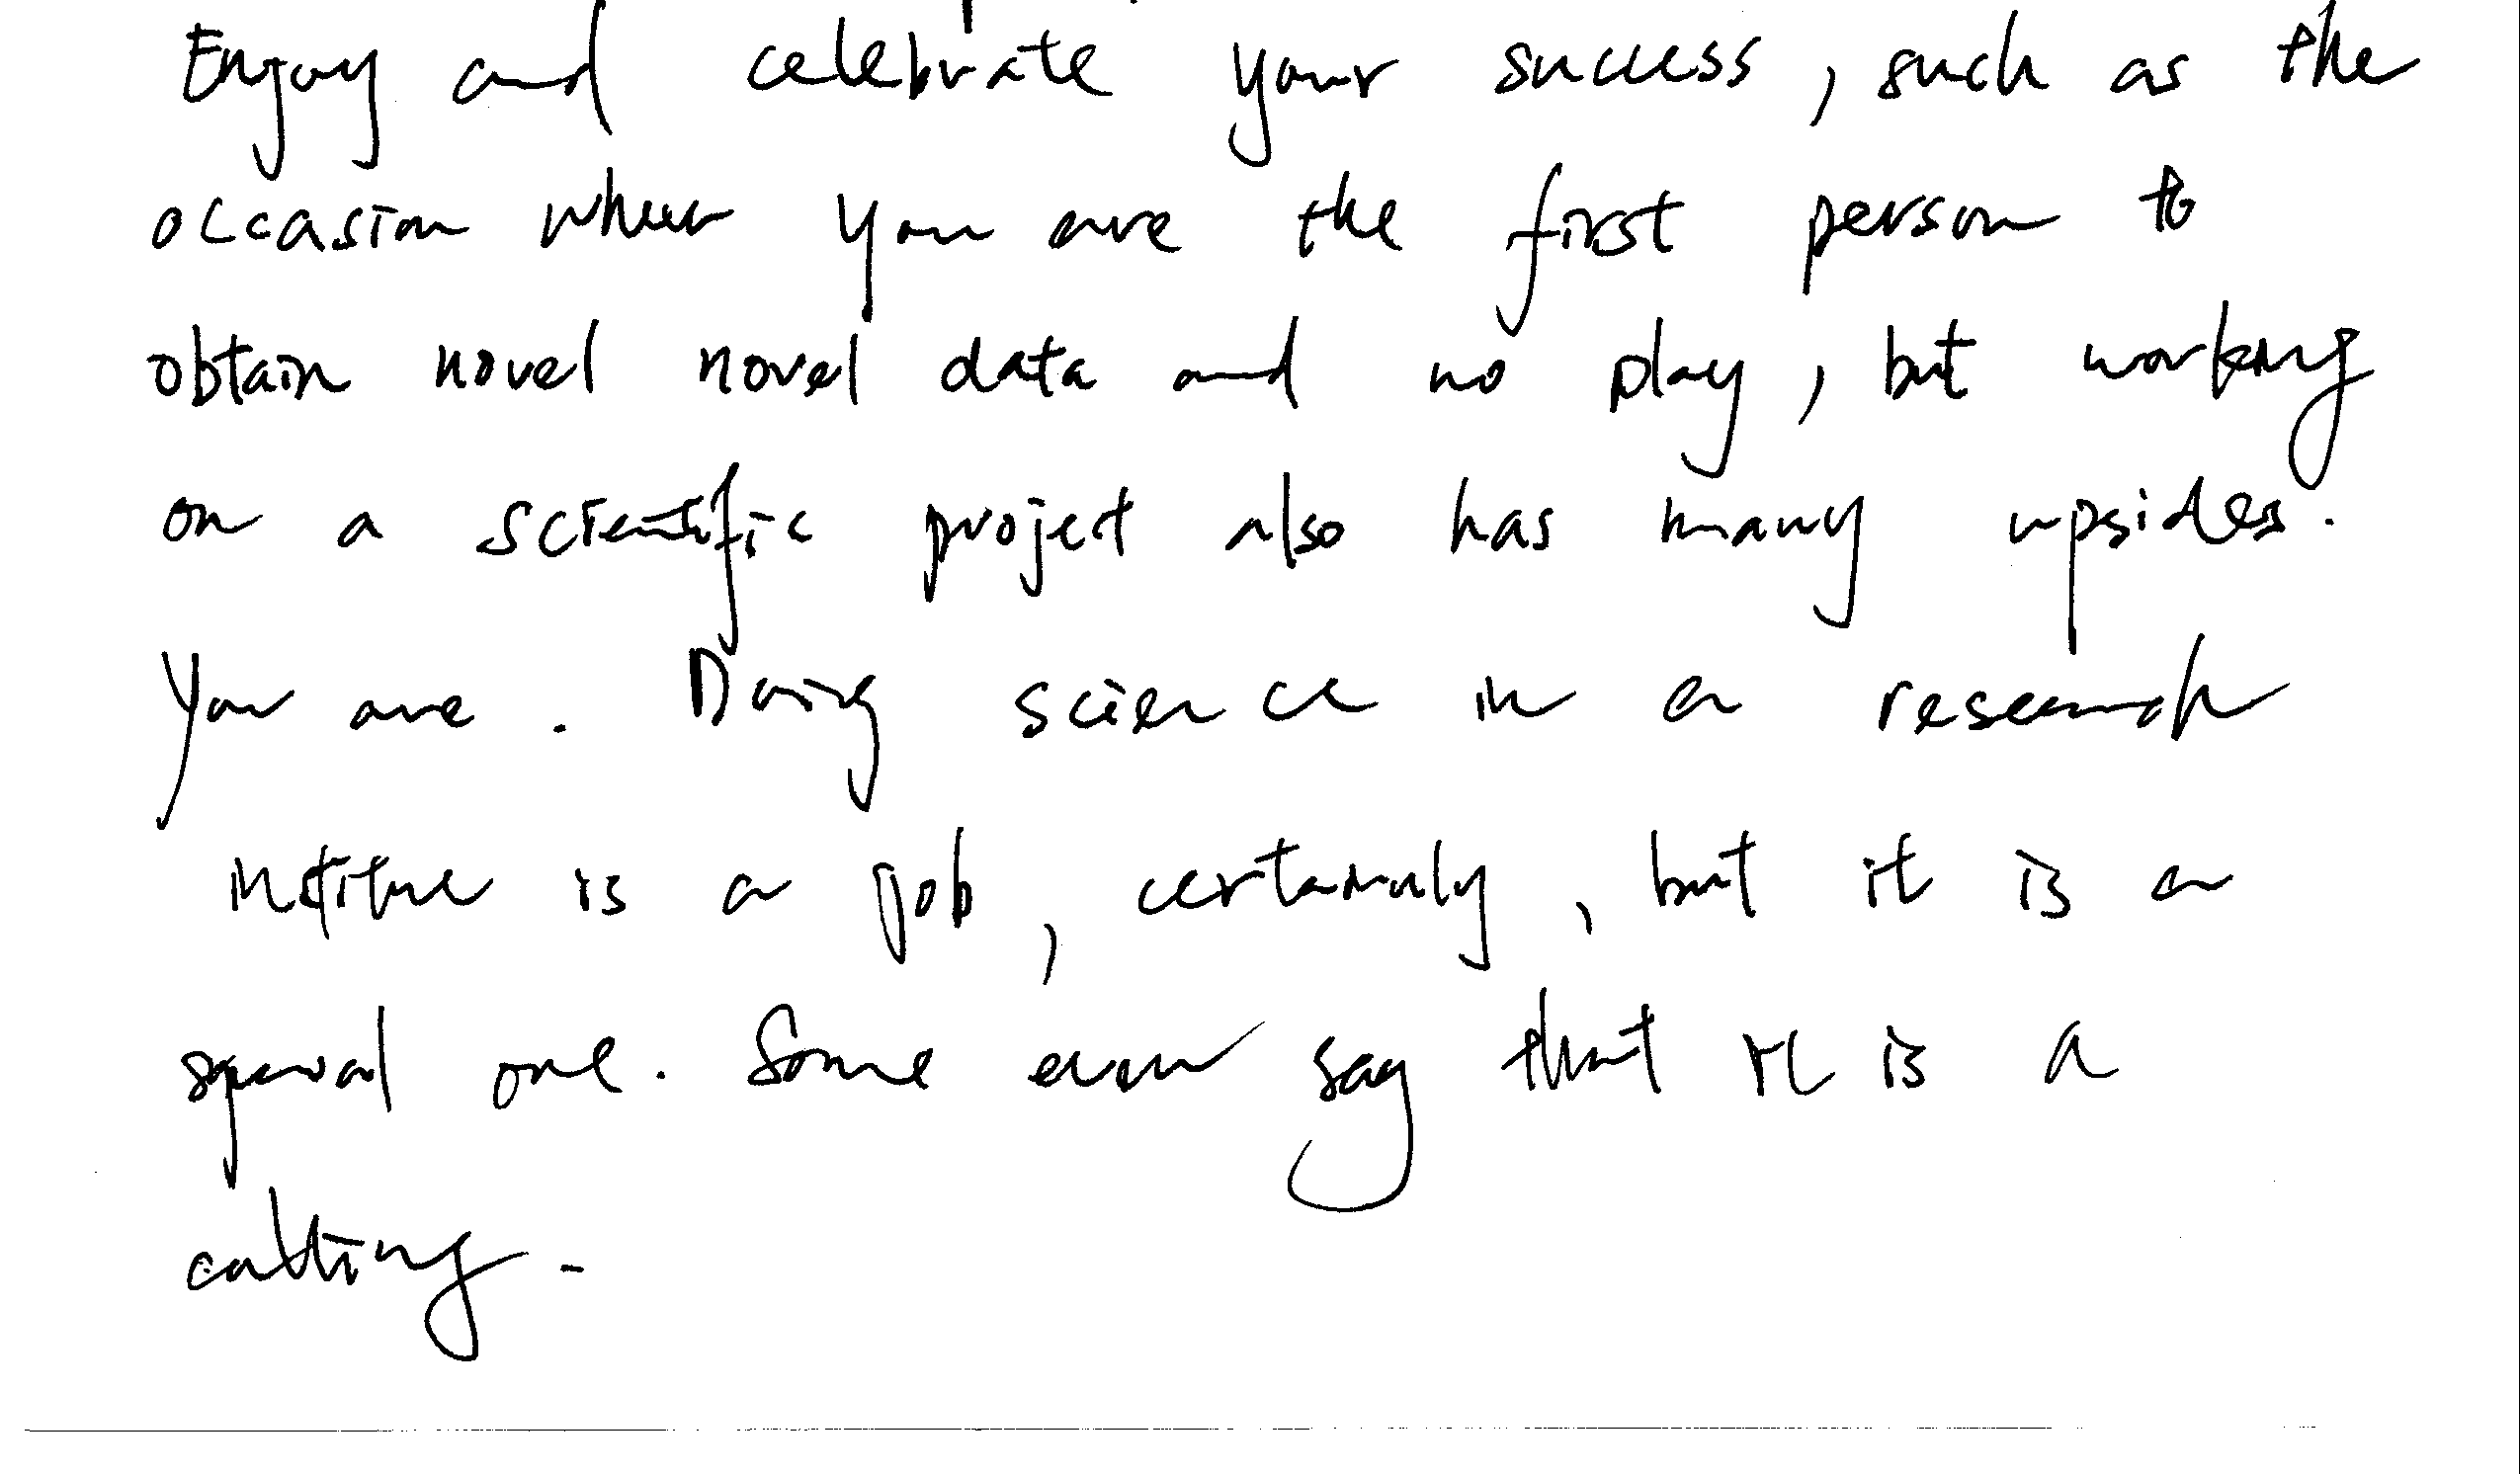 Enjoy and celebrate your success, such as the
occasion when you are the first person to
obtain novel novel data and no play, but working
on a scientific project also has many upsides.
You are. Doing science in a research
institue is a job, certainly, but it is a
special one. Some even say that it is a
calling.